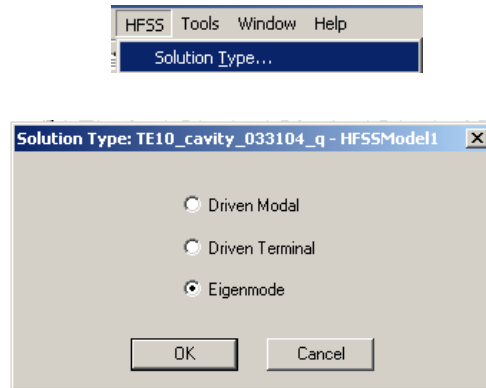 HFSS Tools Window Help
Solution Type...
Solution Type: TE10_cavity_033104_q - HFSSModel1
Driven Modal
Driven Terminal
Eigenmode
OK Cancel